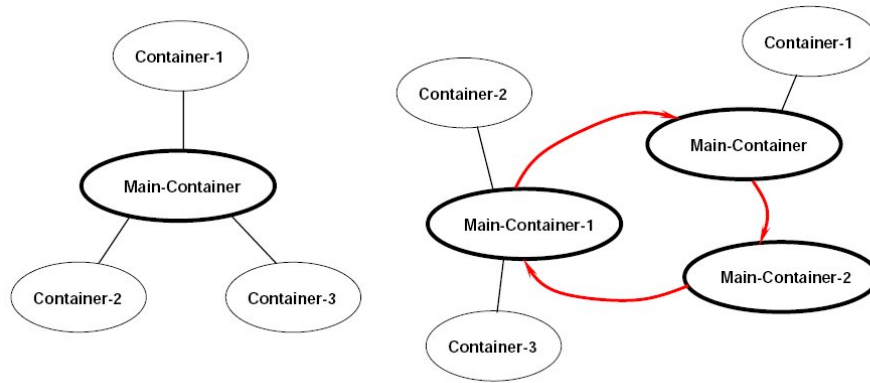 Container-1
Main-Container
Container-2
Container-3
Container-1
Container-2
Main-Container
Main-Container-1
Main-Container-2
Container-3